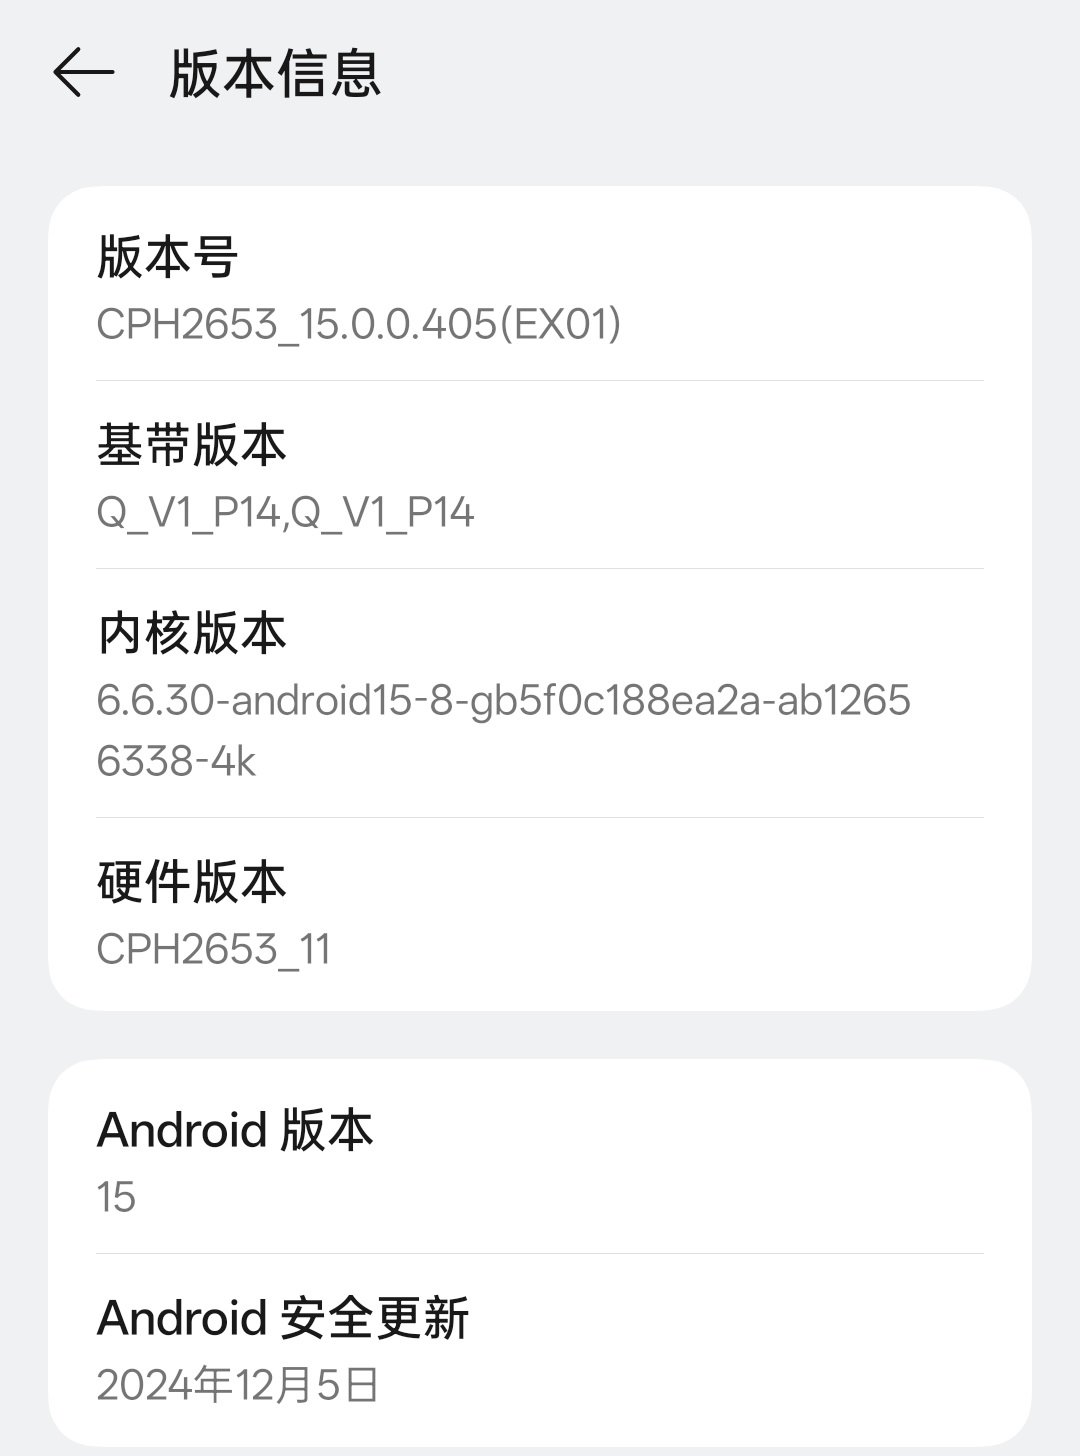 版本信息
版本号
CPH2653_15.0.0.405(EX01)
基带版本
Q_V1_P14,Q_V1_P14
内核版本
6.6.30-android15-8-gb5f0c188ea2a-ab1265
6338-4k
硬件版本
CPH2653_11
Android 版本
15
Android 安全更新
2024年12月5日